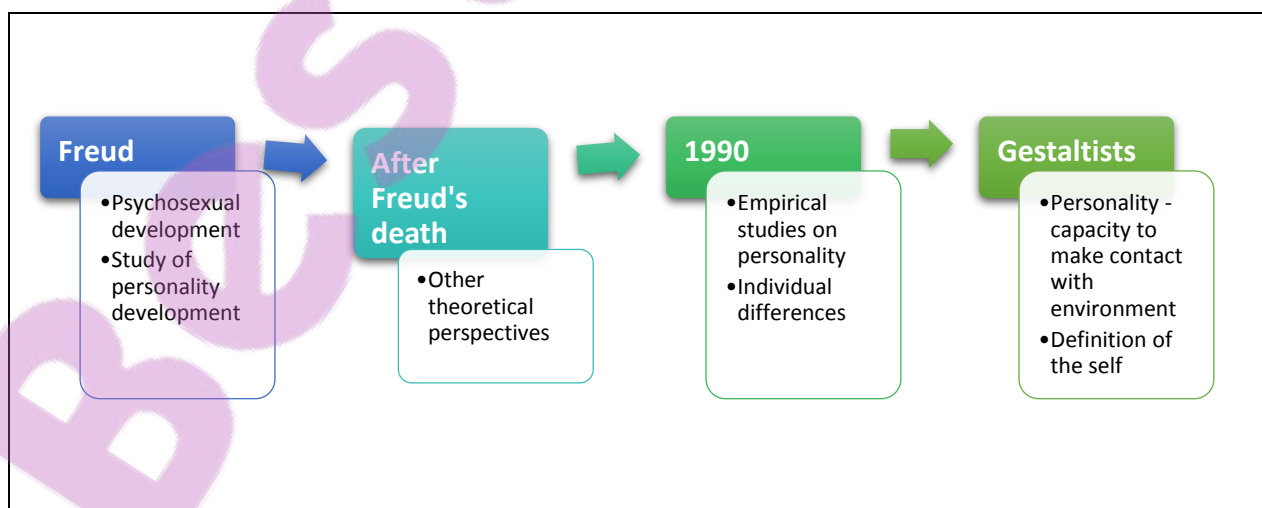 Freud
•Psychosexual
development
•Study of
personality
development
After
Freud's
death
•Other
theoretical
perspectives
1990
•Empirical
studies on
personality
•Individual
differences
Gestaltists
•Personality -
capacity to
make contact
with
environment
•Definition of
the self
Bes